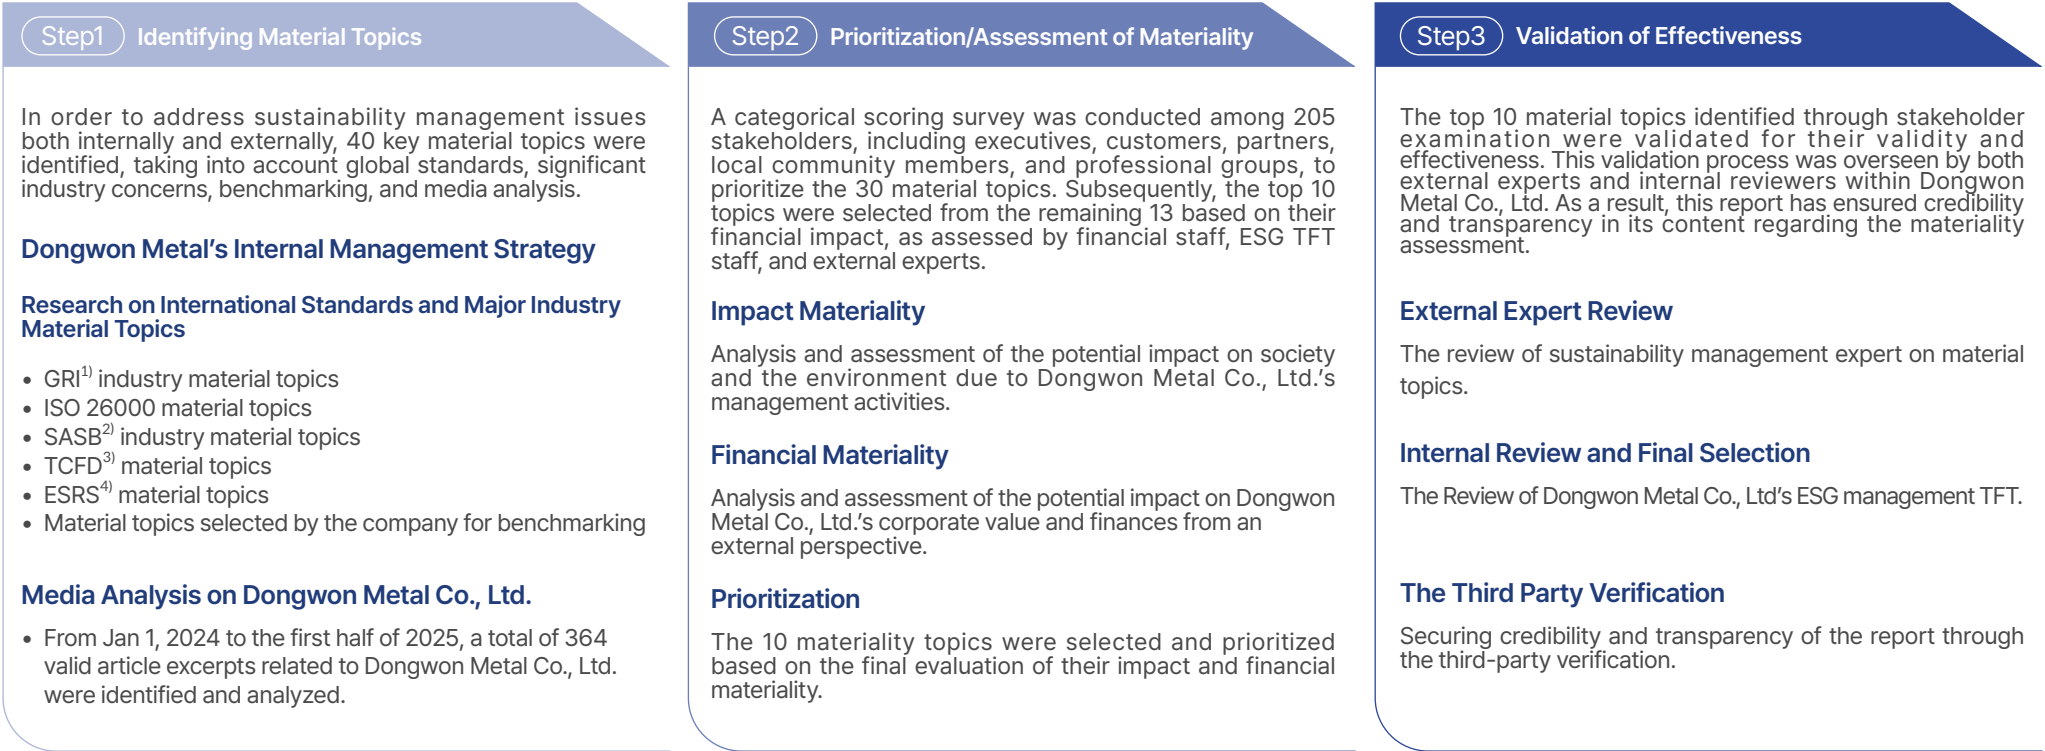 Step1 Identifying Material Topics
In order to address sustainability management issues
both internally and externally, 40 key material topics were
identified, taking into account global standards, significant
industry concerns, benchmarking, and media analysis.
Dongwon Metal’s Internal Management Strategy
Research on International Standards and Major Industry
Material Topics
• GRI1) industry material topics
• ISO 26000 material topics
• SASB2) industry material topics
• TCFD3) material topics
• ESRS4) material topics
• Material topics selected by the company for benchmarking
Media Analysis on Dongwon Metal Co., Ltd.
• From Jan 1, 2024 to the first half of 2025, a total of 364
valid article excerpts related to Dongwon Metal Co., Ltd.
were identified and analyzed.
Step2 Prioritization/Assessment of Materiality
A categorical scoring survey was conducted among 205
stakeholders, including executives, customers, partners,
local community members, and professional groups, to
prioritize the 30 material topics. Subsequently, the top 10
topics were selected from the remaining 13 based on their
financial impact, as assessed by financial staff, ESG TFT
staff, and external experts.
Impact Materiality
Analysis and assessment of the potential impact on society
and the environment due to Dongwon Metal Co., Ltd.’s
management activities.
Financial Materiality
Analysis and assessment of the potential impact on Dongwon
Metal Co., Ltd.’s corporate value and finances from an
external perspective.
Prioritization
The 10 materiality topics were selected and prioritized
based on the final evaluation of their impact and financial
materiality.
Step3 Validation of Effectiveness
The top 10 material topics identified through stakeholder
examination were validated for their validity and
effectiveness. This validation process was overseen by both
external experts and internal reviewers within Dongwon
Metal Co., Ltd. As a result, this report has ensured credibility
and transparency in its content regarding the materiality
assessment.
External Expert Review
The review of sustainability management expert on material
topics.
Internal Review and Final Selection
The Review of Dongwon Metal Co., Ltd’s ESG management TFT.
The Third Party Verification
Securing credibility and transparency of the report through
the third-party verification.